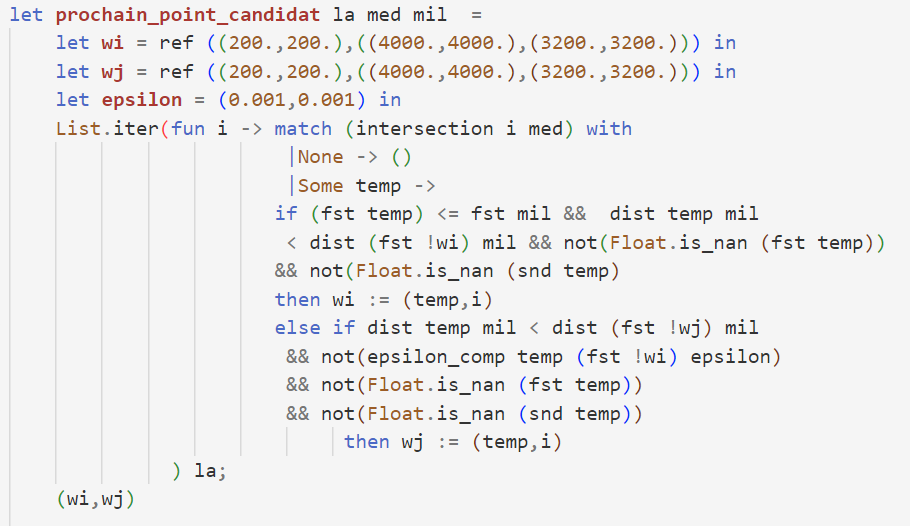 let prochain_point_candidat la med mil  =
    let wi = ref ((200.,200.),((4000.,4000.),(3200.,3200.))) in
    let wj = ref ((200.,200.),((4000.,4000.),(3200.,3200.))) in
    let epsilon = (0.001,0.001) in
    List.iter(fun i -> match (intersection i med) with
                        |None -> ()
                        |Some temp ->
                       if (fst temp) <= fst mil &&  dist temp mil
                        < dist (fst !wi) mil && not(Float.is_nan (fst temp))
                       && not(Float.is_nan (snd temp)
                       then wi := (temp,i)
                       else if dist temp mil < dist (fst !wj) mil
                        && not(epsilon_comp temp (fst !wi) epsilon)
                        && not(Float.is_nan (fst temp))
                        && not(Float.is_nan (snd temp))
                             then wj := (temp,i)
              ) la;
    (wi,wj)